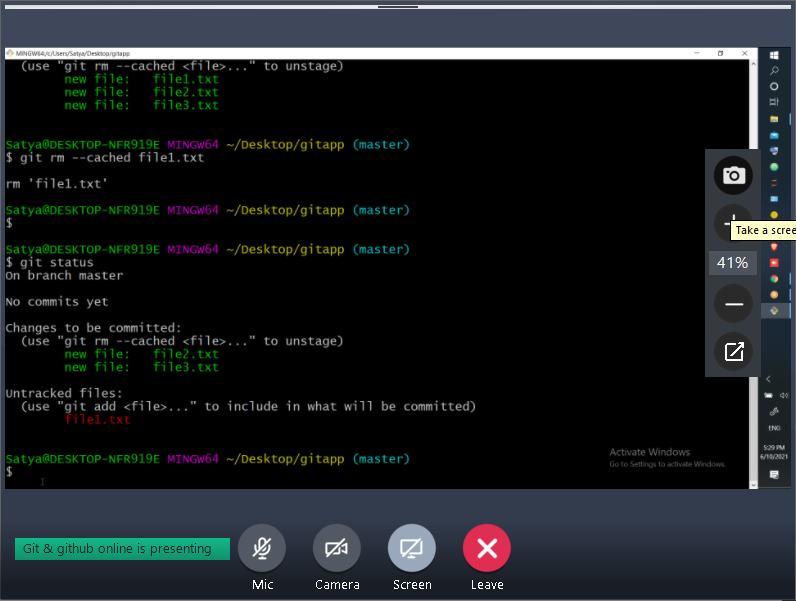 MINGW64:/c/Users/Satya/Desktop/gitapp
(use "git rm --cached <file>..." to unstage)
new file:   file1.txt
new file:   file2.txt
new file:   file3.txt
Satya@DESKTOP-NFR919E MINGW64 ~/Desktop/gitapp (master)
$ git rm --cached file1.txt
rm 'file1.txt'
Satya@DESKTOP-NFR919E MINGW64 ~/Desktop/gitapp (master)
$
Satya@DESKTOP-NFR919E MINGW64 ~/Desktop/gitapp (master)
$ git status
On branch master
No commits yet
Changes to be committed:
(use "git rm --cached <file>..." to unstage)
new file:   file2.txt
new file:   file3.txt
Untracked files:
(use "git add <file>..." to include in what will be committed)
file1.txt
Satya@DESKTOP-NFR919E MINGW64 ~/Desktop/gitapp (master)
$
Take a scree
41%
Activate Windows
Go to Settings to activate Windows.
ENG
5:29 PM
6/10/2021
Git & github online is presenting
Mic
Camera
Screen
Leave